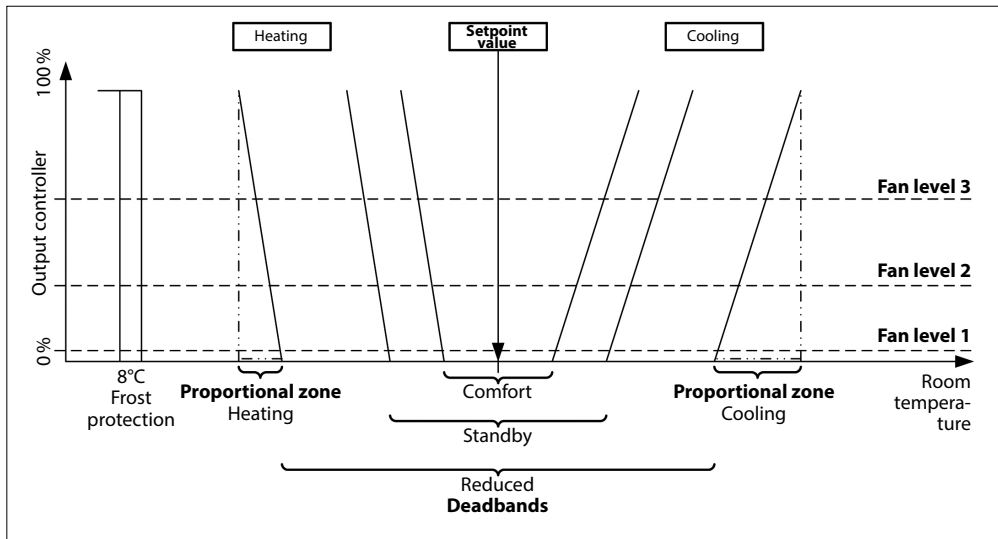 Heating
Setpoint
value
Cooling
100%
Output controller
0%
Fan level 3
Fan level 2
Fan level 1
8°C
Frost
protection
Proportional zone
Heating
Comfort
Proportional zone
Cooling
Room
tempera-
ture
Standby
Reduced
Deadbands